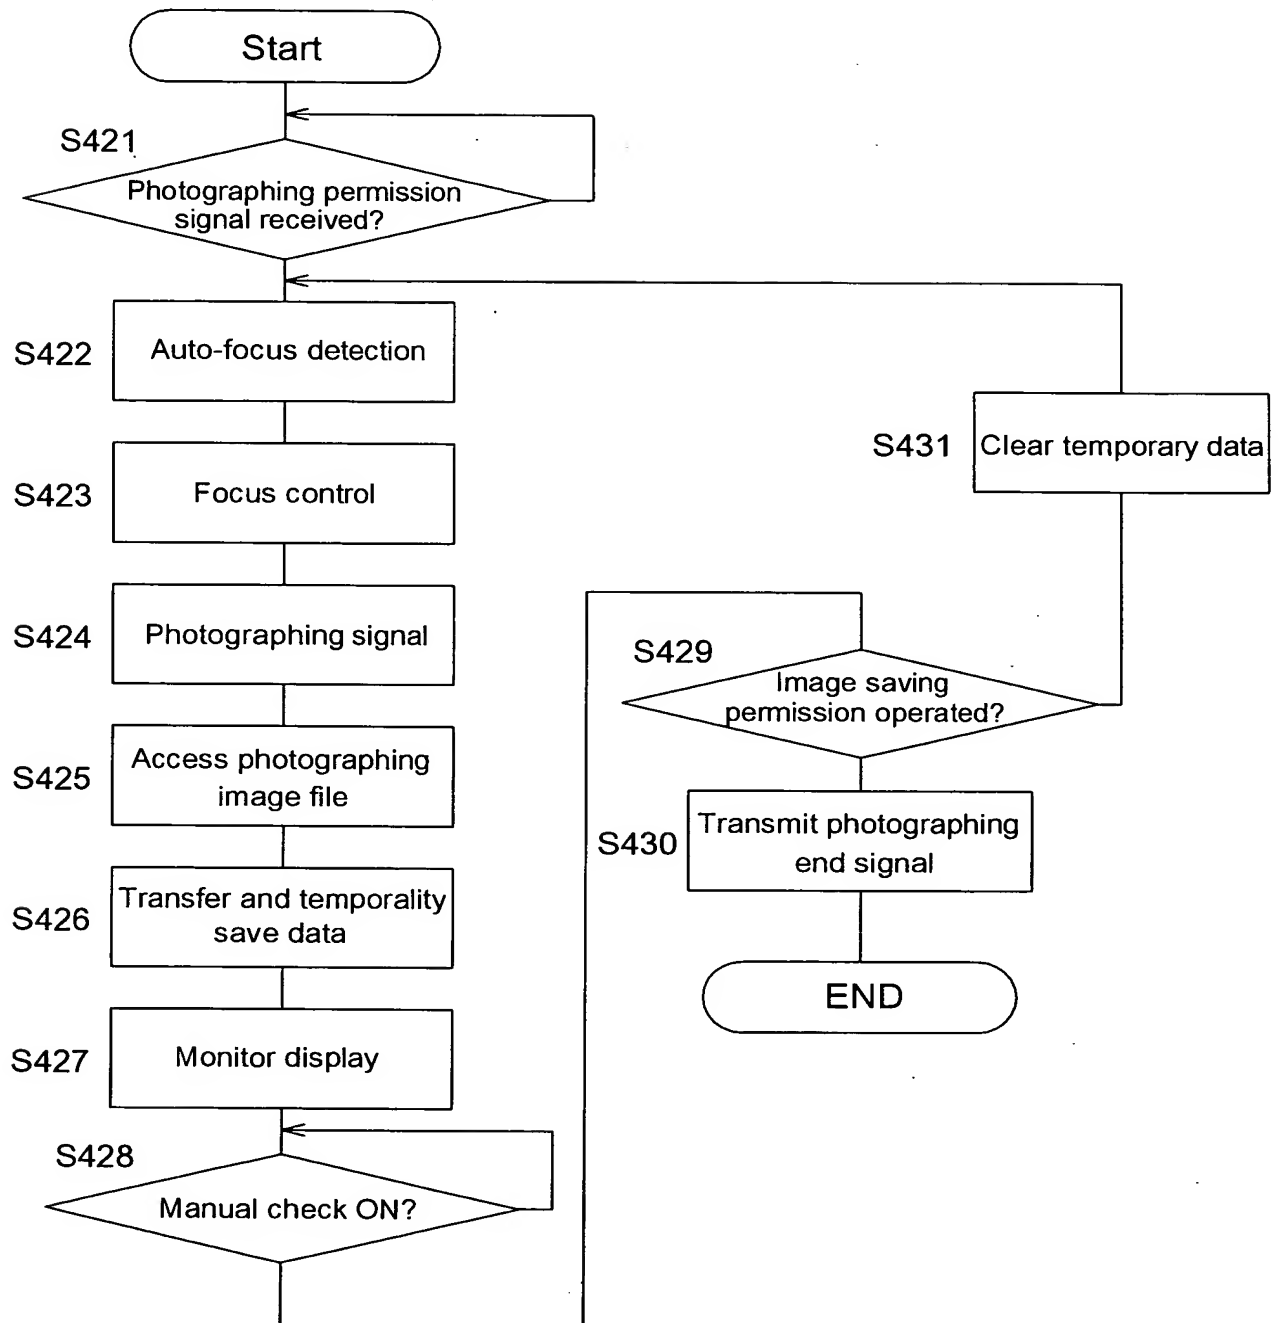 Start
S421
Photographing permission
signal received?
S422
Auto-focus detection
S423
Focus control
S424
Photographing signal
S425
Access photographing
image file
S426
Transfer and temporality
save data
S427
Monitor display
S428
Manual check ON?
S429
Image saving
permission operated?
S430
Transmit photographing
end signal
END
S431
Clear temporary data